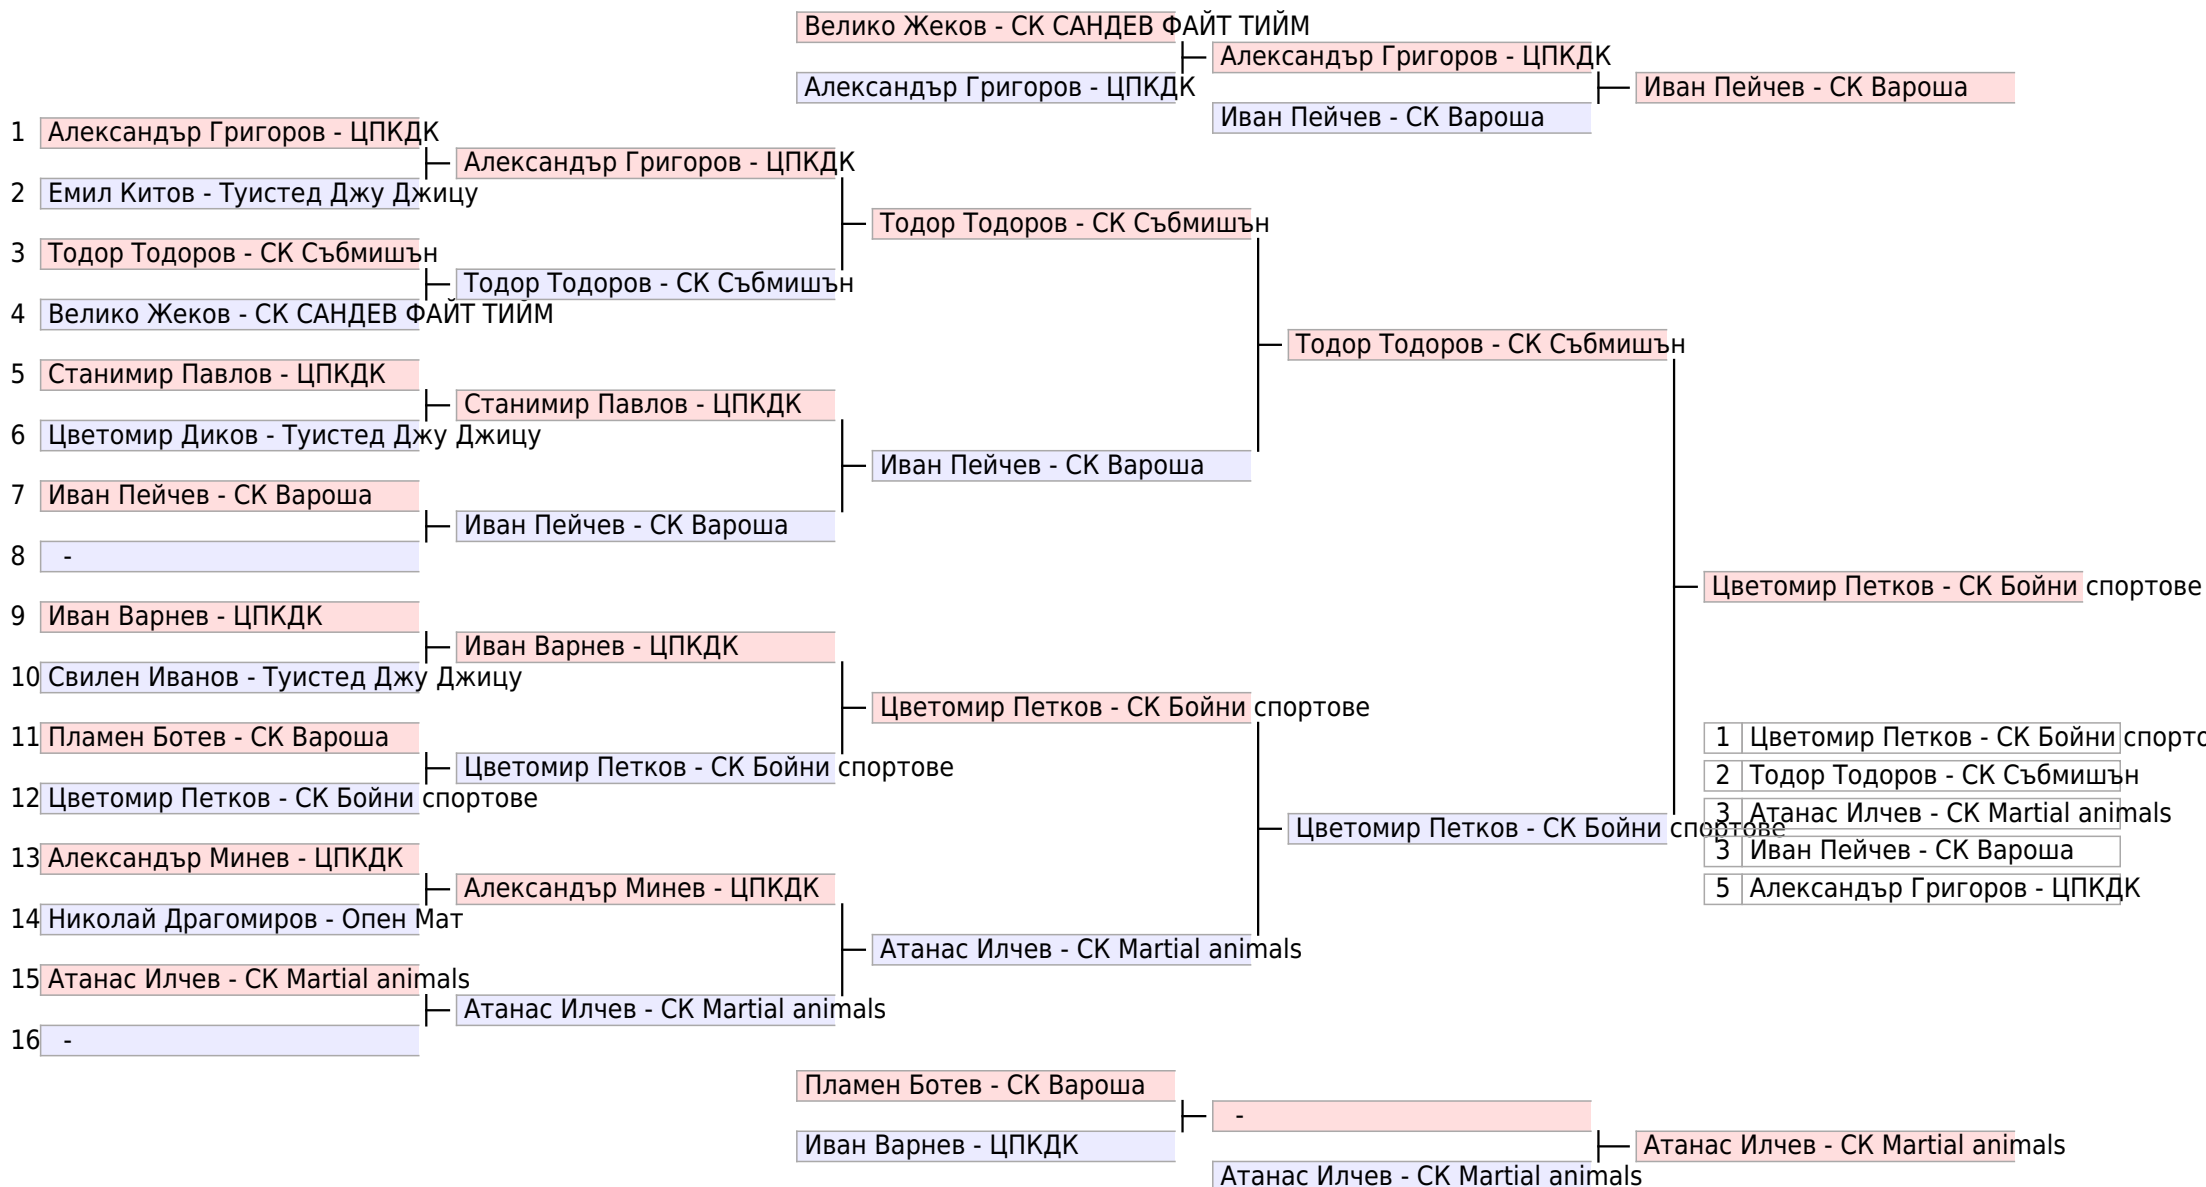 Велико Жеков - СК САНДЕВ ФАЙТ ТИЙМ
Александър Григоров - ЦПКДК
Александър Григоров - ЦПКДК
Иван Пейчев - СК Вароша
Иван Пейчев - СК Вароша
1 Александър Григоров - ЦПКДК
2 Емил Китов - Туистед Джу Джицу
3 Тодор Тодоров - СК Събмишън
4 Велико Жеков - СК САНДЕВ ФАЙТ ТИЙМ
5 Станимир Павлов - ЦПКДК
6 Цветомир Диков - Туистед Джу Джицу
7 Иван Пейчев - СК Вароша
8 -
9 Иван Варнев - ЦПКДК
10 Свилен Иванов - Туистед Джу Джицу
11 Пламен Ботев - СК Вароша
12 Цветомир Петков - СК Бойни спортове
13 Александър Минев - ЦПКДК
14 Николай Драгомиров - Опен Мат
15 Атанас Илчев - СК Martial animals
16 -
Александър Григоров - ЦПКДК
Тодор Тодоров - СК Събмишън
Станимир Павлов - ЦПКДК
Иван Пейчев - СК Вароша
Иван Варнев - ЦПКДК
Цветомир Петков - СК Бойни спортове
Александър Минев - ЦПКДК
Атанас Илчев - СК Martial animals
Тодор Тодоров - СК Събмишън
Иван Пейчев - СК Вароша
Цветомир Петков - СК Бойни спортове
Атанас Илчев - СК Martial animals
Тодор Тодоров - СК Събмишън
Цветомир Петков - СК Бойни спортове
Цветомир Петков - СК Бойни спортове
1 Цветомир Петков - СК Бойни спорто
2 Тодор Тодоров - СК Събмишън
3 Атанас Илчев - СК Martial animals
3 Иван Пейчев - СК Вароша
5 Александър Григоров - ЦПКДК
Пламен Ботев - СК Вароша
Иван Варнев - ЦПКДК
-
Атанас Илчев - СК Martial animals
Атанас Илчев - СК Martial animals